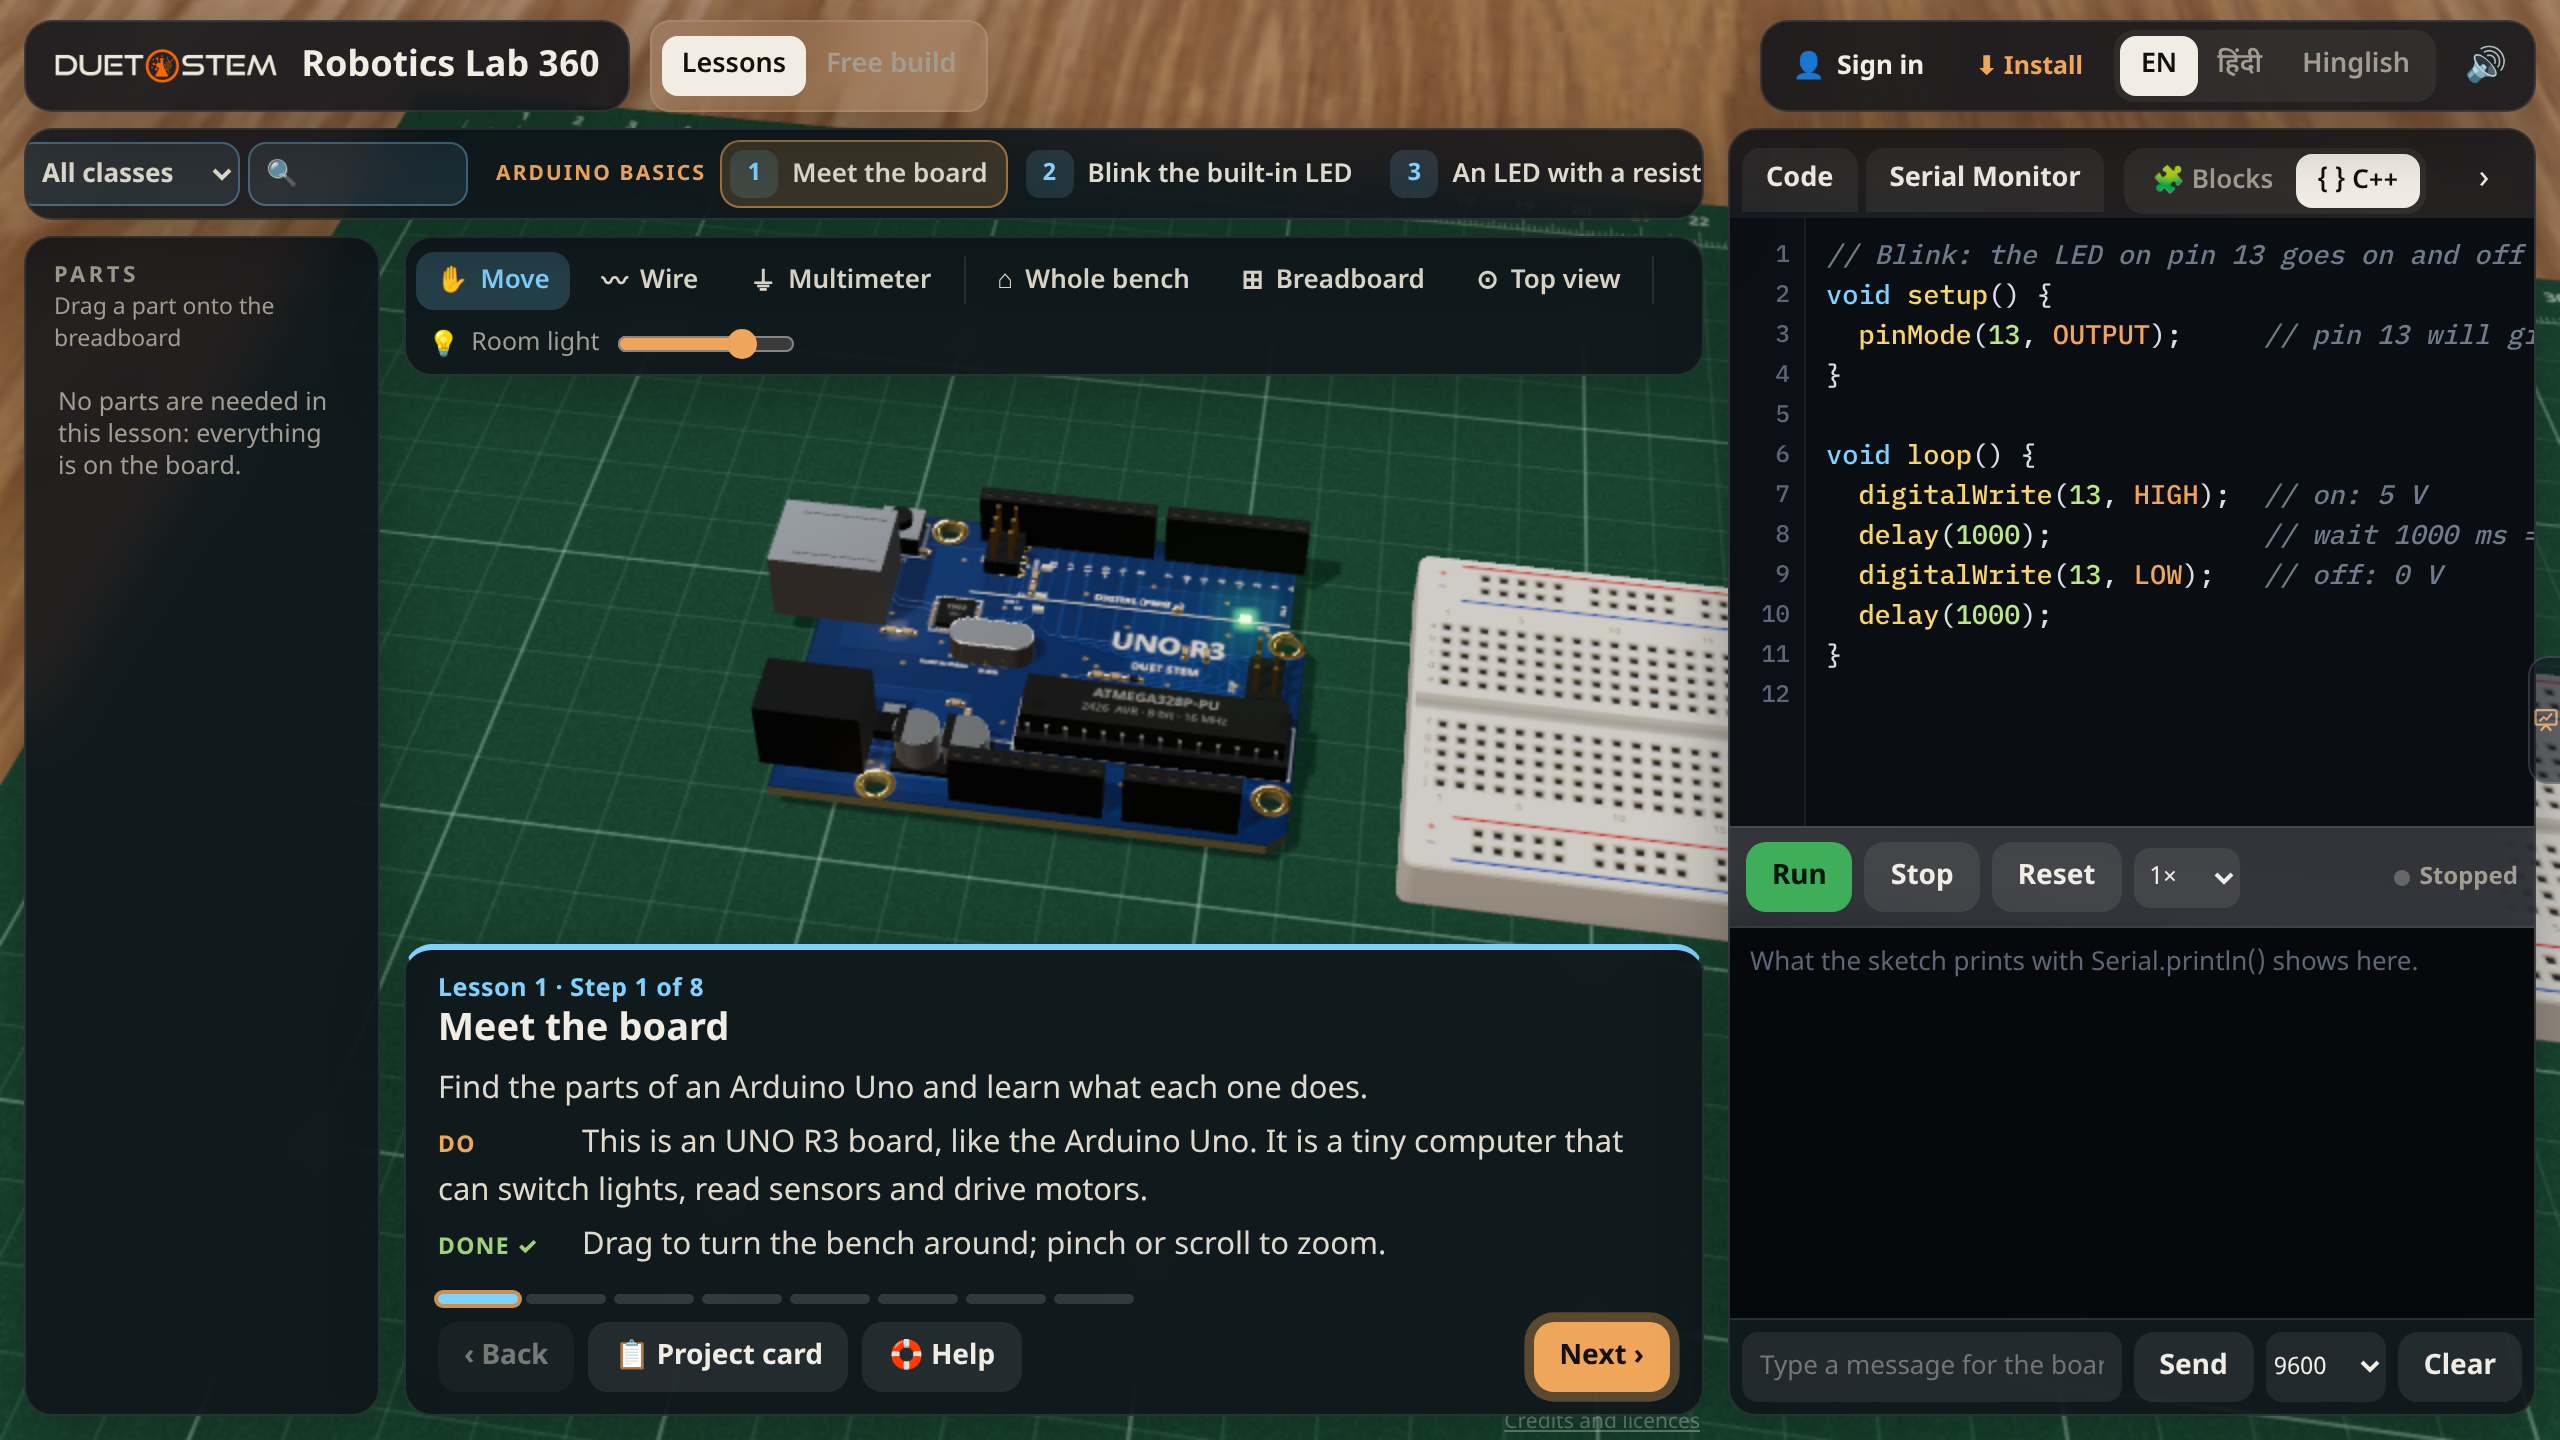 DUET STEM Robotics Lab 360
Lessons Free build
Sign in Install EN हिंदी Hinglish
All classes
ARDUINO BASICS 1 Meet the board 2 Blink the built-in LED 3 An LED with a resist
PARTS
Drag a part onto the
breadboard
No parts are needed in
this lesson: everything
is on the board.
Move Wire Multimeter Whole bench Breadboard Top view
Room light
22
DIGITAL (PWM~)
UNO R3
DUET STEM
ATMEGA328P-PU
2426 AVR · 8-bit · 16 MHz
Lesson 1 · Step 1 of 8
Meet the board
Find the parts of an Arduino Uno and learn what each one does.
DO This is an UNO R3 board, like the Arduino Uno. It is a tiny computer that
can switch lights, read sensors and drive motors.
DONE ✓ Drag to turn the bench around; pinch or scroll to zoom.
‹ Back Project card Help Next ›
Credits and licences
Code Serial Monitor Blocks { } C++ ›
1 // Blink: the LED on pin 13 goes on and off
2 void setup() {
3 pinMode(13, OUTPUT); // pin 13 will gi
4 }
5
6 void loop() {
7 digitalWrite(13, HIGH); // on: 5 V
8 delay(1000); // wait 1000 ms =
9 digitalWrite(13, LOW); // off: 0 V
10 delay(1000);
11 }
12
Run Stop Reset 1× Stopped
What the sketch prints with Serial.println() shows here.
Type a message for the boar Send 9600 Clear